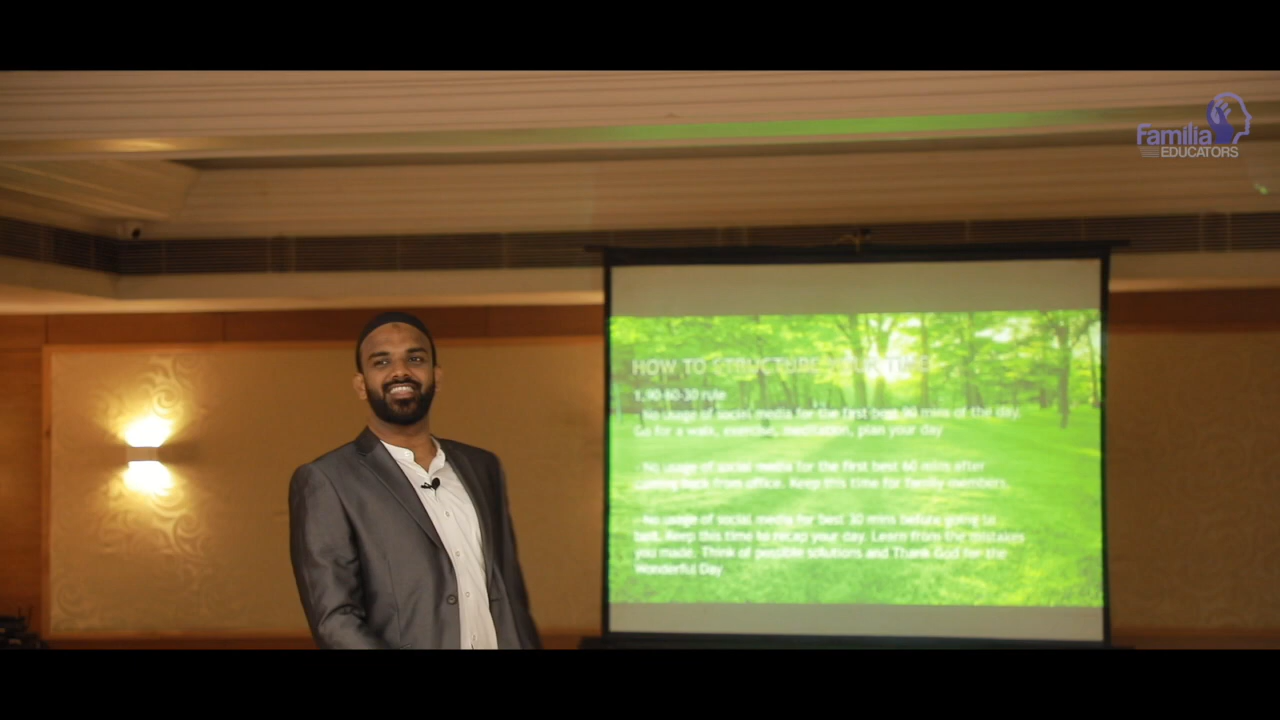 Familia
EDUCATORS
HOW TO STRUCTURE YOUR TIME
1. 90-60-30 rule
- No usage of social media for the first best 90 mins of the day.
Go for a walk, exercise, meditation, plan your day
- No usage of social media for the first best 60 mins after
coming back from office. Keep this time for family members.
- No usage of social media for best 30 mins before going to
bed. Keep this time to recap your day. Learn from the mistakes
you made. Think of possible solutions and Thank God for the
Wonderful Day